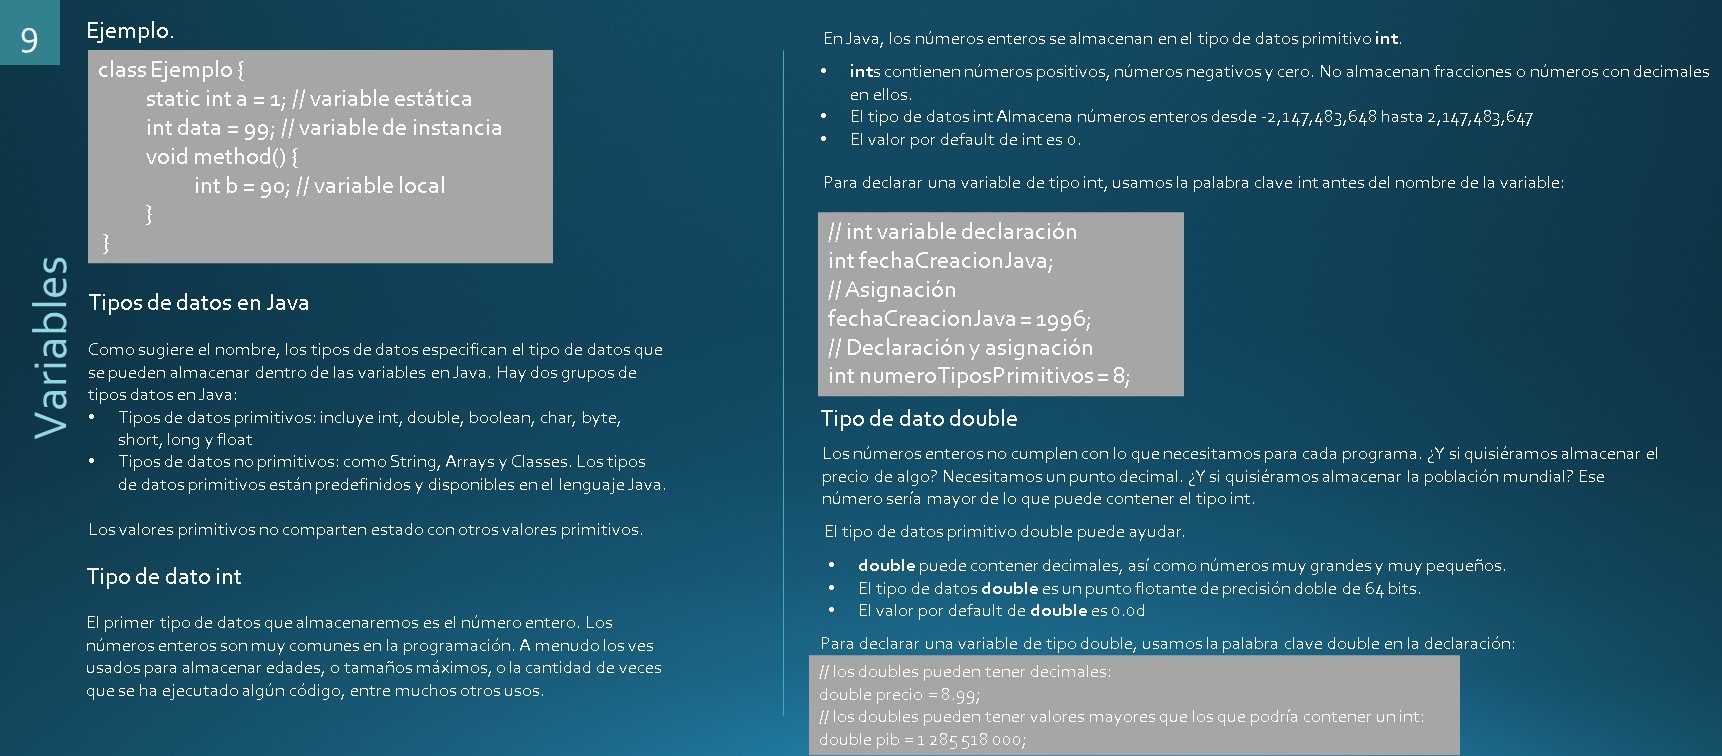 9
Variables
Ejemplo.
class Ejemplo {
static int a = 1; // variable estática
int data = 99; // variable de instancia
void method() {
int b = 90; // variable local
}
}
Tipos de datos en Java
Como sugiere el nombre, los tipos de datos especifican el tipo de datos que
se pueden almacenar dentro de las variables en Java. Hay dos grupos de
tipos datos en Java:
• Tipos de datos primitivos: incluye int, double, boolean, char, byte,
short, long y float
• Tipos de datos no primitivos: como String, Arrays y Classes. Los tipos
de datos primitivos están predefinidos y disponibles en el lenguaje Java.
Los valores primitivos no comparten estado con otros valores primitivos.
Tipo de dato int
El primer tipo de datos que almacenaremos es el número entero. Los
números enteros son muy comunes en la programación. A menudo los ves
usados para almacenar edades, o tamaños máximos, o la cantidad de veces
que se ha ejecutado algún código, entre muchos otros usos.
En Java, los números enteros se almacenan en el tipo de datos primitivo int.
• ints contienen números positivos, números negativos y cero. No almacenan fracciones o números con decimales
en ellos.
• El tipo de datos int Almacena números enteros desde -2,147,483,648 hasta 2,147,483,647
• El valor por default de int es 0.
Para declarar una variable de tipo int, usamos la palabra clave int antes del nombre de la variable:
// int variable declaración
int fechaCreacionJava;
// Asignación
fechaCreacionJava = 1996;
// Declaración y asignación
int numeroTiposPrimitivos = 8;
Tipo de dato double
Los números enteros no cumplen con lo que necesitamos para cada programa. ¿Y si quisiéramos almacenar el
precio de algo? Necesitamos un punto decimal. ¿Y si quisiéramos almacenar la población mundial? Ese
número sería mayor de lo que puede contener el tipo int.
El tipo de datos primitivo double puede ayudar.
• double puede contener decimales, así como números muy grandes y muy pequeños.
• El tipo de datos double es un punto flotante de precisión doble de 64 bits.
• El valor por default de double es 0.0d
Para declarar una variable de tipo double, usamos la palabra clave double en la declaración:
// los doubles pueden tener decimales:
double precio = 8.99;
// los doubles pueden tener valores mayores que los que podría contener un int:
double pib = 1 285 518 000;